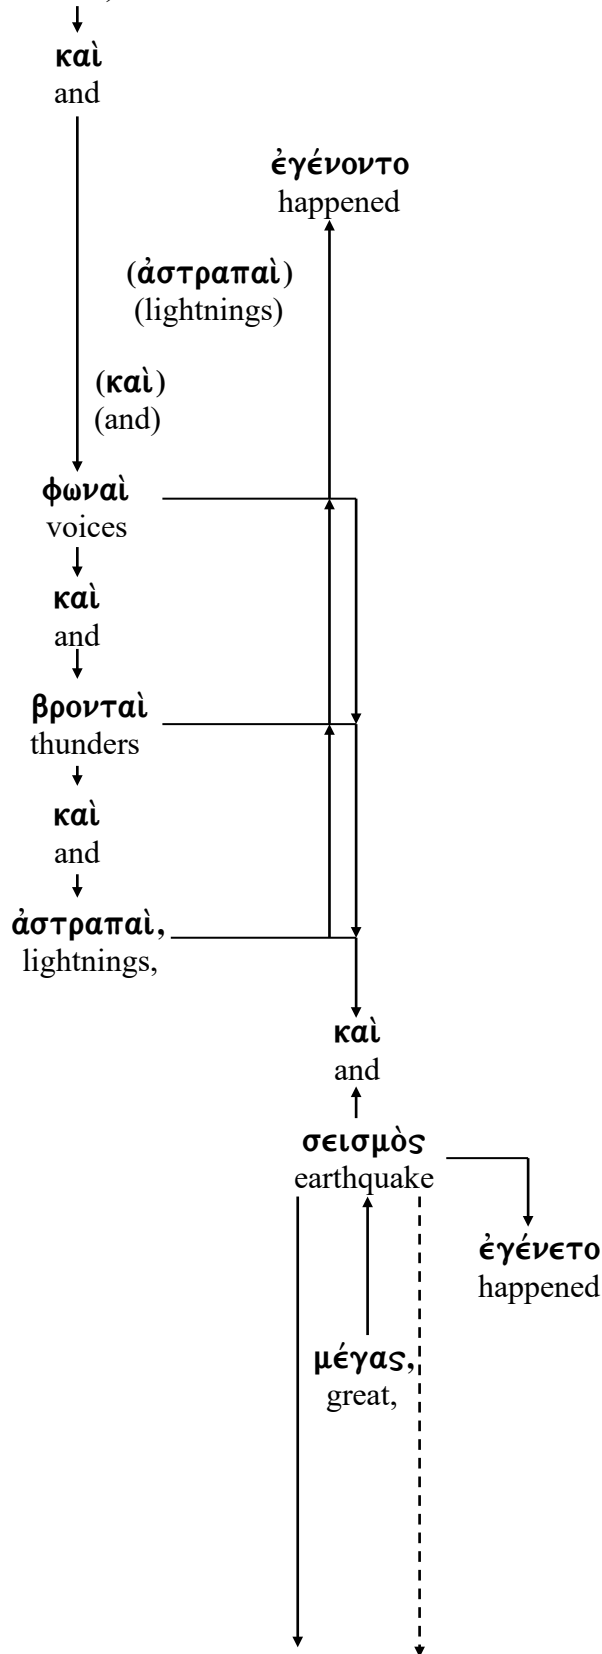 καὶ
and
ἐγένοντο
happened
(ἀστραπαὶ)
(lightnings)
(καὶ)
(and)
φωναὶ
voices
καὶ
and
βρονταὶ
thunders
καὶ
and
ἀστραπαὶ,
lightnings,
καὶ
and
σεισμὸς
earthquake
ἐγένετο
happened
μέγας,
great,